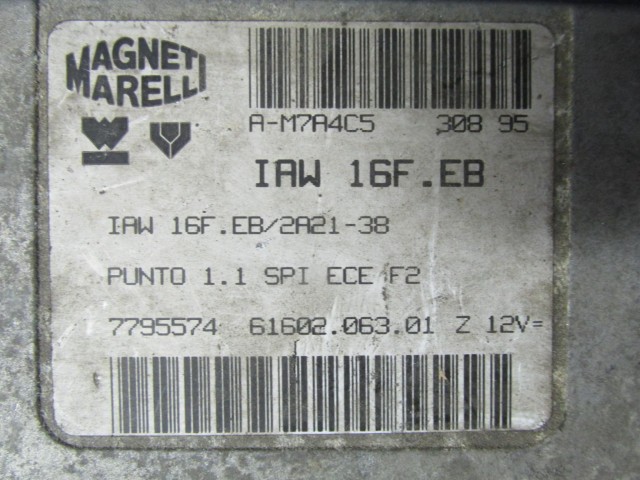 MAGNETI
MARELLI
A-M7A4C5 308 95
IAW 16F.EB
IAW 16F.EB/2A21-38
PUNTO 1.1 SPI ECE F2
7795574 61602.063.01 Z 12V=